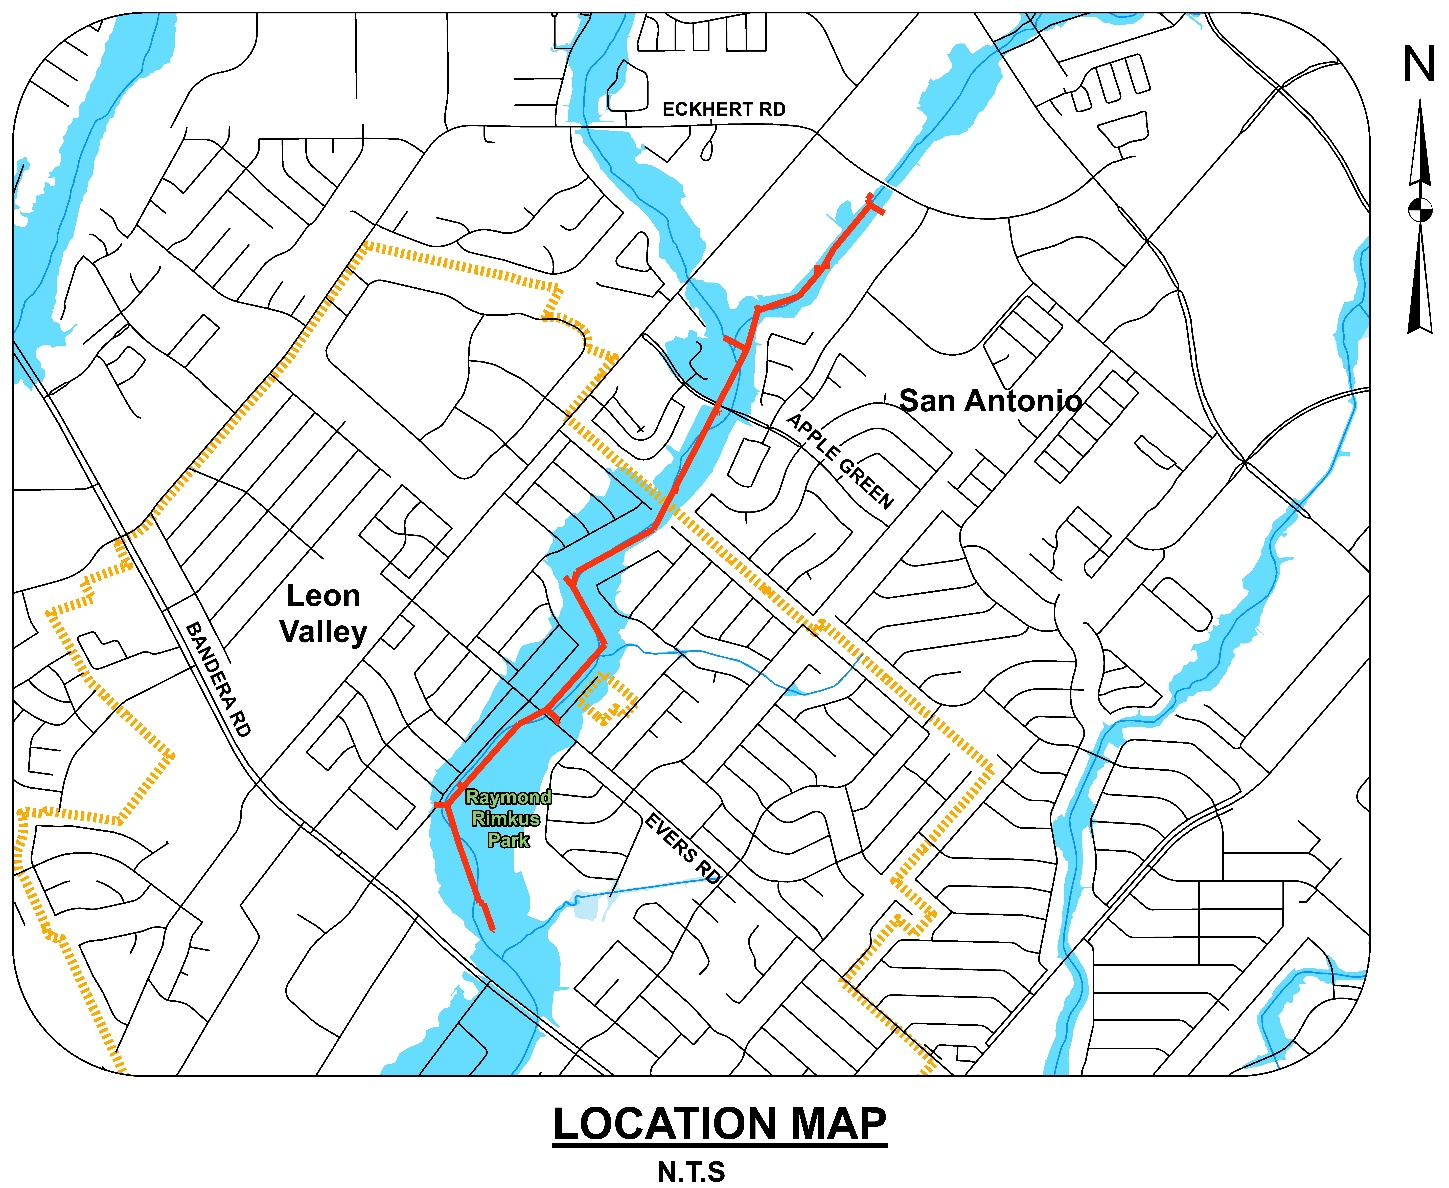 N
ECKHERT RD
San Antonio
APPLE GREEN
Leon
Valley
BANDERA RD
Raymond
Rimkus
Park
EVERS RD
LOCATION MAP
N.T.S